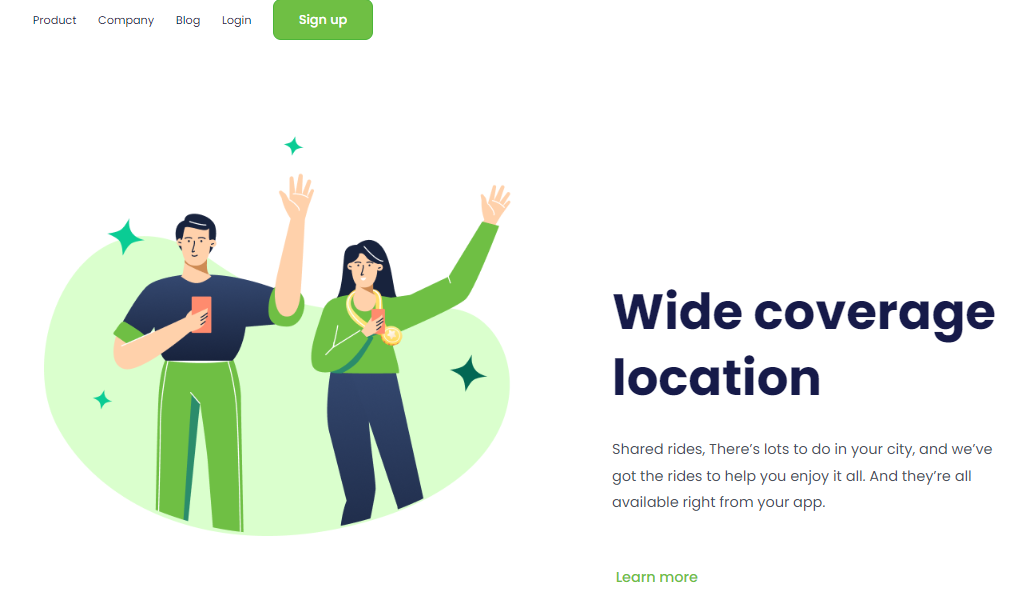 Product Company Blog Login Sign up
Wide coverage
location
Shared rides, There’s lots to do in your city, and we’ve
got the rides to help you enjoy it all. And they’re all
available right from your app.
Learn more